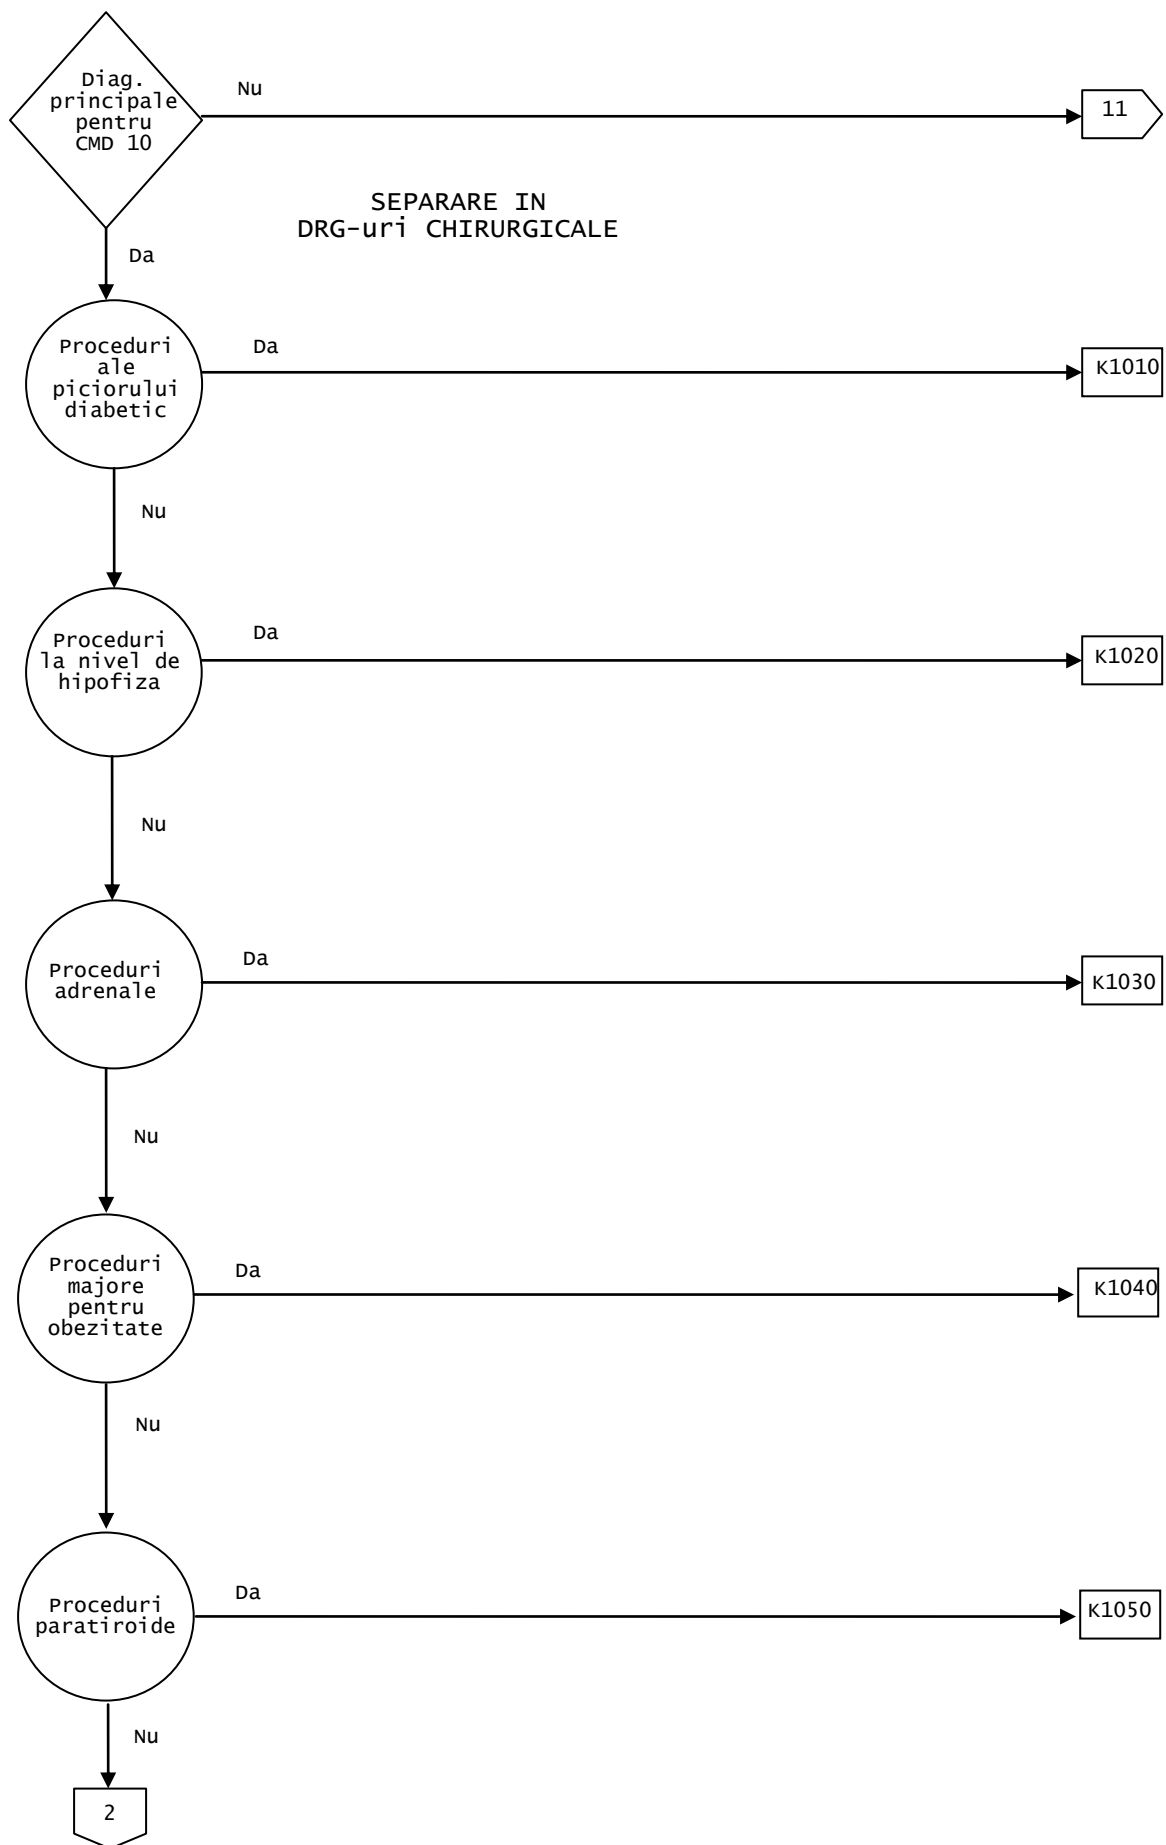 Diag.
principale
pentru
CMD 10
Nu
11
SEPARARE IN
DRG-uri CHIRURGICALE
Da
Proceduri
ale
piciorului
diabetic
Da
K1010
Nu
Proceduri
la nivel de
hipofiza
Da
K1020
Nu
Proceduri
adrenale
Da
K1030
Nu
Proceduri
majore
pentru
obezitate
Da
K1040
Nu
Proceduri
paratiroide
Da
K1050
Nu
2